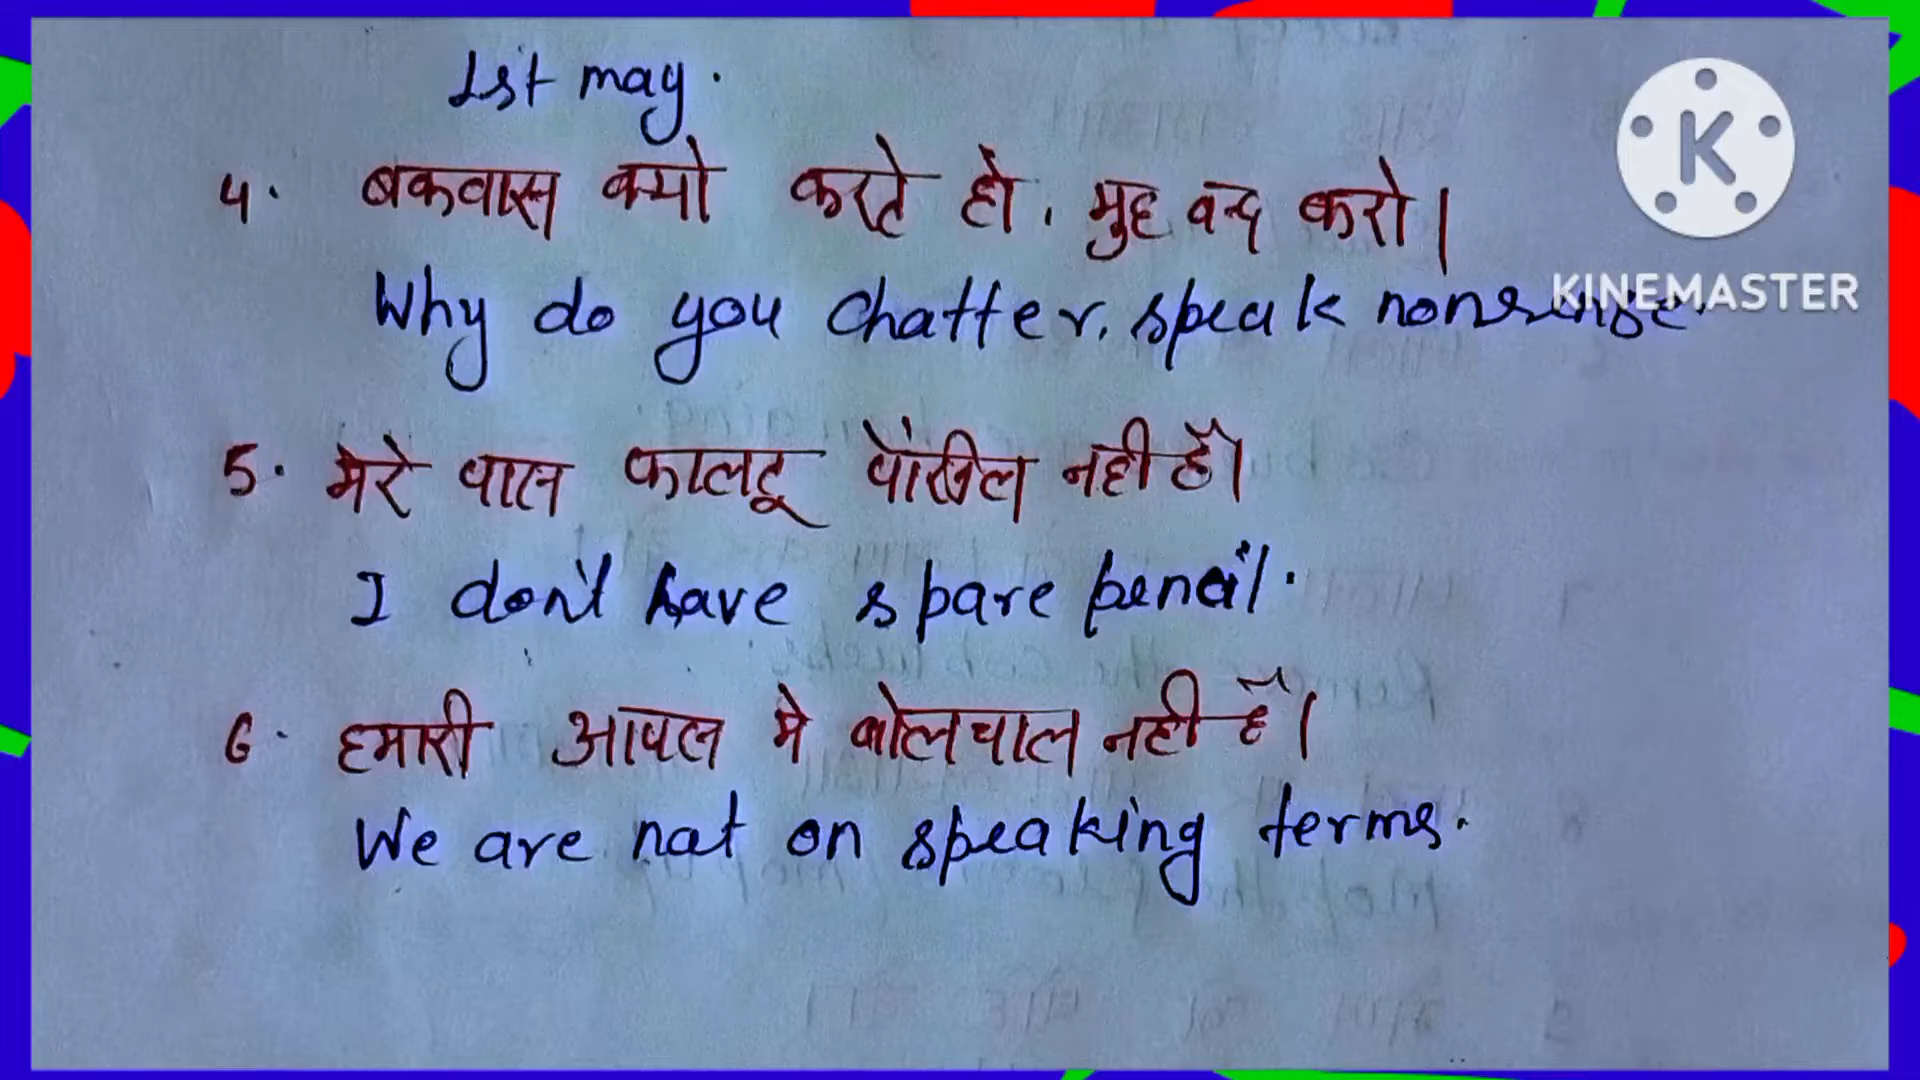 1st may.
4. बकवास क्यो करते हो, मुह बन्द करो।
Why do you chatter, speak nonsense.
KINEMASTER
5. मेरे पास फालटू पेंसिल नही हैं।
I don't have spare pencil.
6. हमारी आपस मे बोलचाल नही हैं।
We are not on speaking terms.